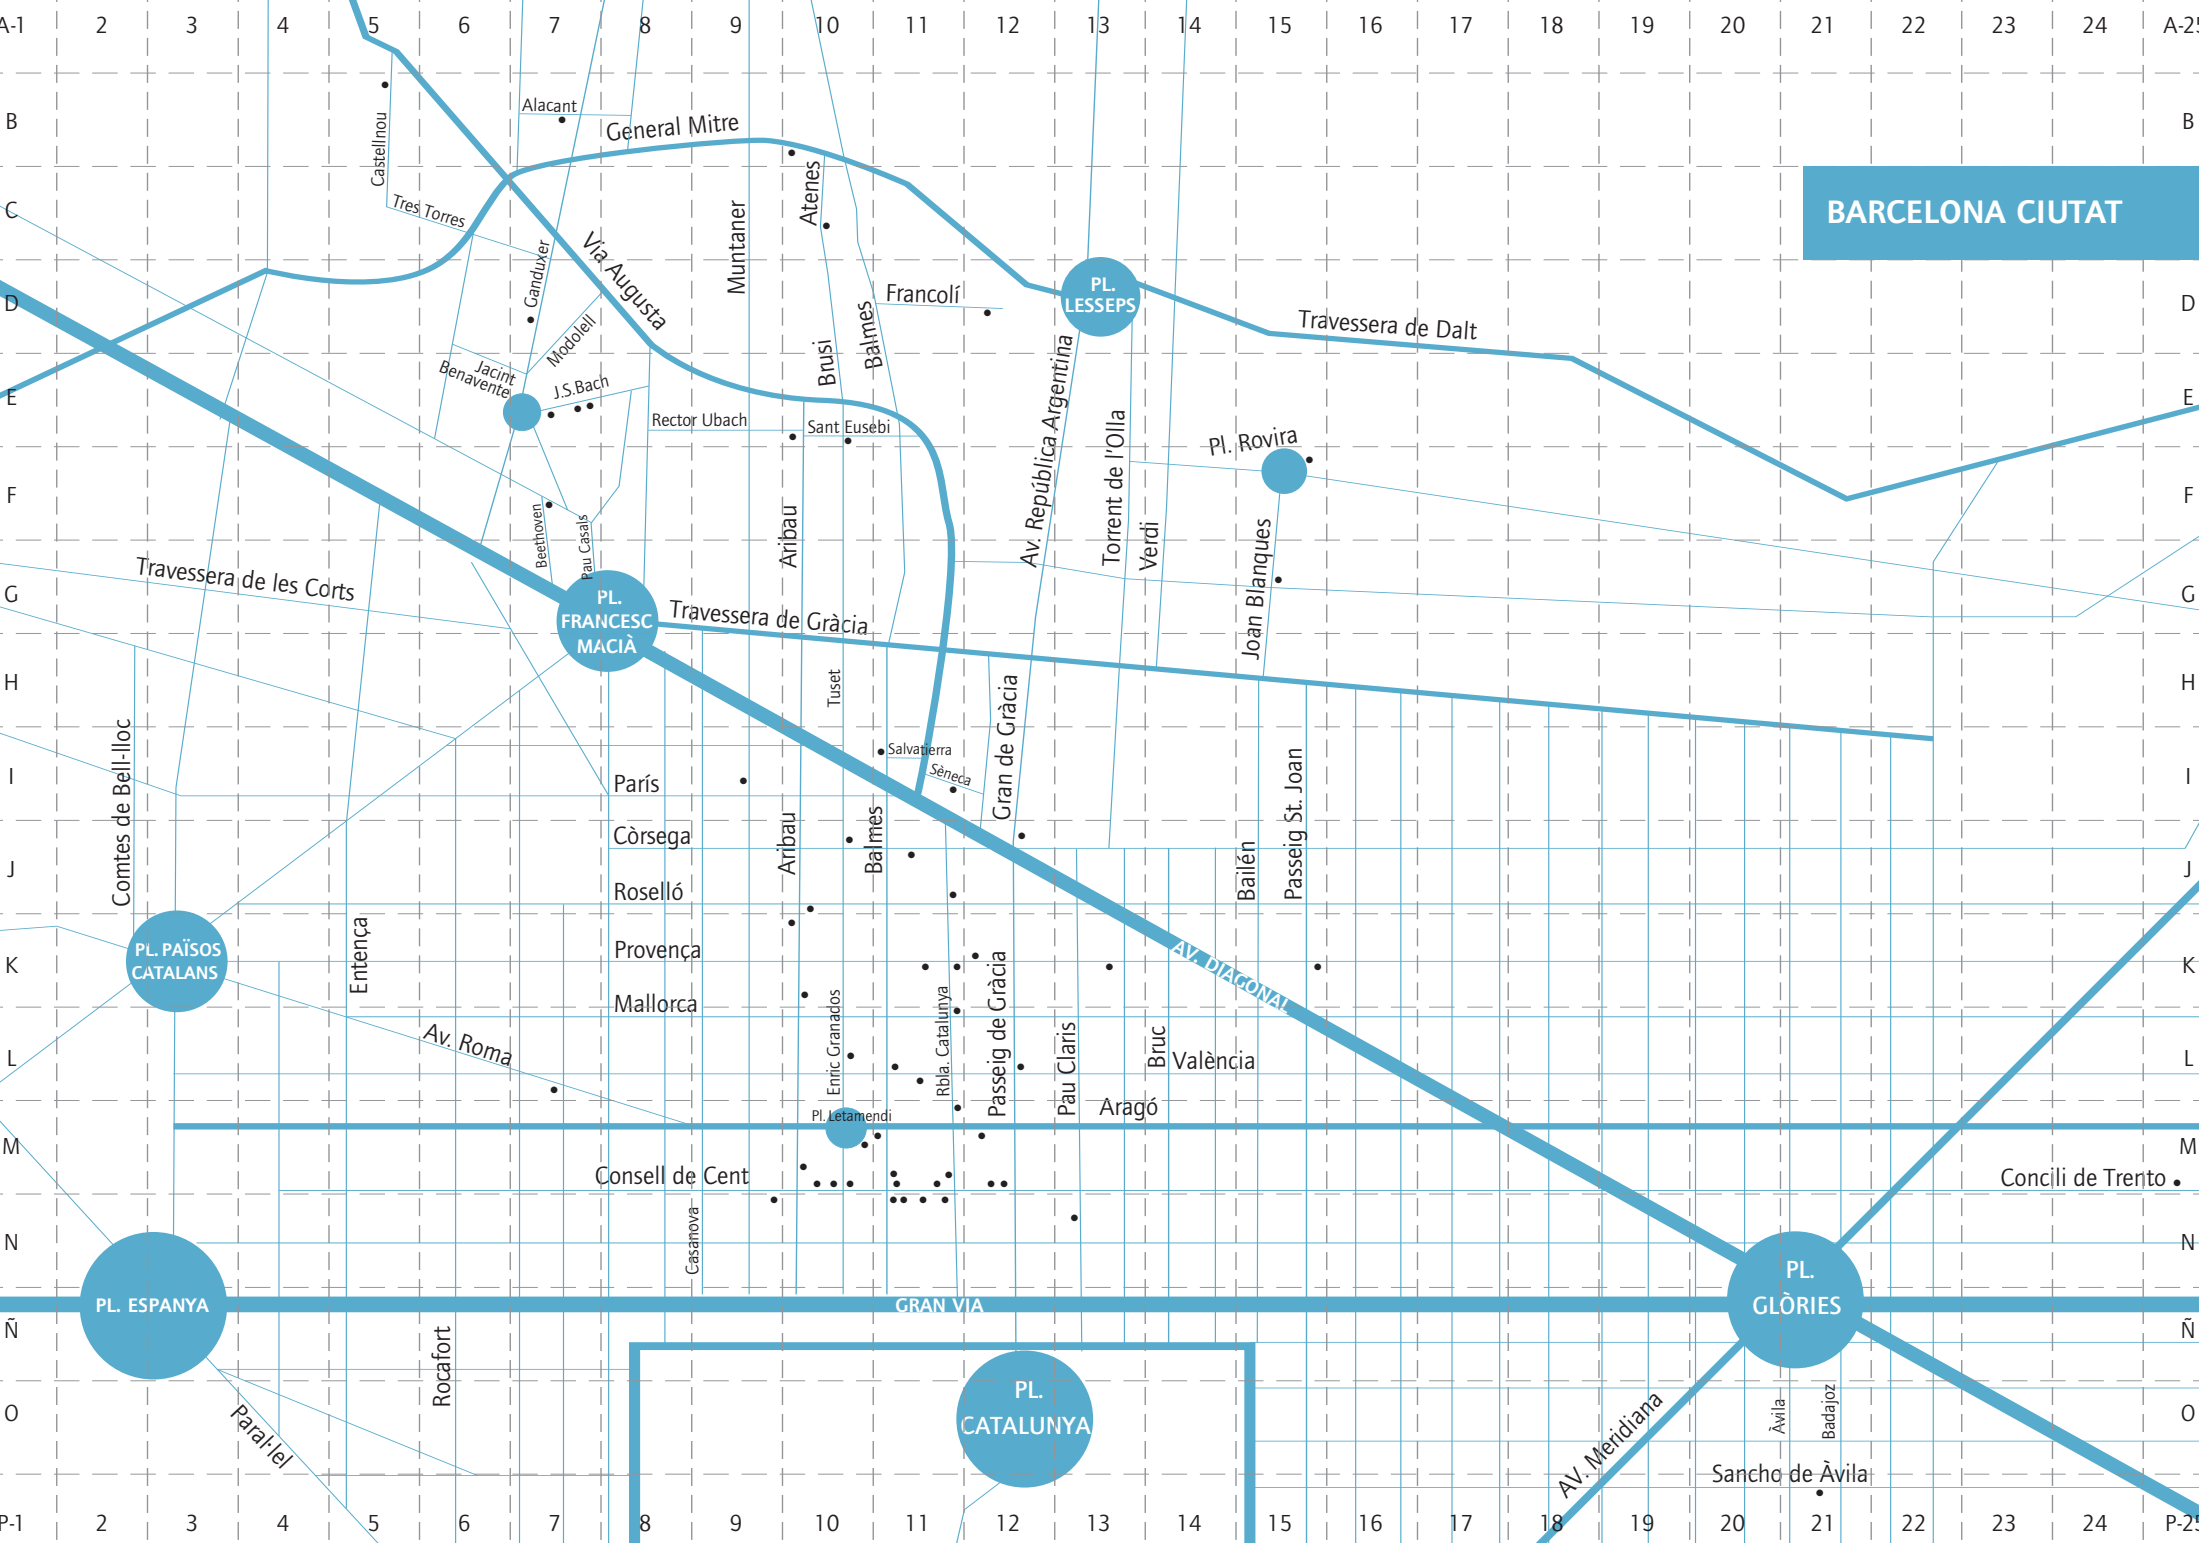 A-1 2 3 4 5 6 7 8 9 10 11 12 13 14 15 16 17 18 19 20 21 22 23 24 A-25
Alacant
B
General Mitre
B
Castellnou
Atenes
Tres Torres
C
Muntaner
BARCELONA CIUTAT
Via Augusta
Ganduxer
D
Francolí
PL.
LESSEPS
D
Modolell
Brusi
Balmes
Travessera de Dalt
Jacint
Benavente
J.S.Bach
E
Rector Ubach
Sant Eusebi
Av. República Argentina
Torrent de l'Olla
Pl. Rovira
E
F
Beethoven
Pau Casals
Aribau
Verdi
Joan Blanques
F
Travessera de les Corts
G
PL.
FRANCESC
MACIÀ
Travessera de Gràcia
G
H
Tuset
Gran de Gràcia
H
Comtes de Bell-lloc
Salvatierra
Sèneca
I
París
Passeig St. Joan
I
Còrsega
Aribau
Balmes
Bailén
J
Roselló
J
Entença
PL. PAÏSOS
CATALANS
K
Provença
Passeig de Gràcia
AV. DIAGONAL
K
Mallorca
Enric Granados
Rbla. Catalunya
Av. Roma
Pau Claris
Bruc
L
València
L
Pl. Letamendi
Aragó
M
Consell de Cent
M
Concili de Trento
N
Casanova
N
PL. ESPANYA
GRAN VIA
PL.
GLÒRIES
Ñ
Rocafort
Ñ
PL.
CATALUNYA
O
Paral·lel
AV. Meridiana
Àvila
Badajoz
O
Sancho de Àvila
P-1 2 3 4 5 6 7 8 9 10 11 12 13 14 15 16 17 18 19 20 21 22 23 24 P-25